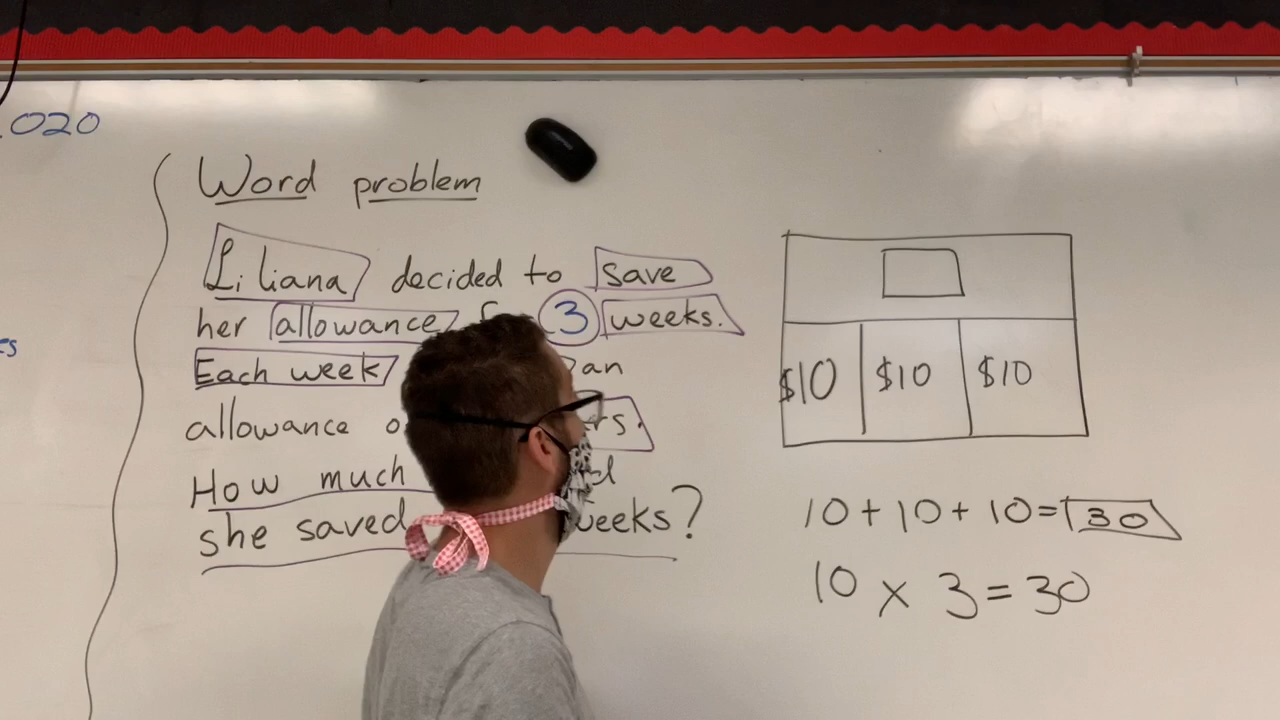 020
es
Word problem
Liliana decided to save
her allowance 3 weeks.
Each week an
allowance
How much
she saved weeks?
$10 $10 $10
10 + 10 + 10 = 30
10 x 3 = 30